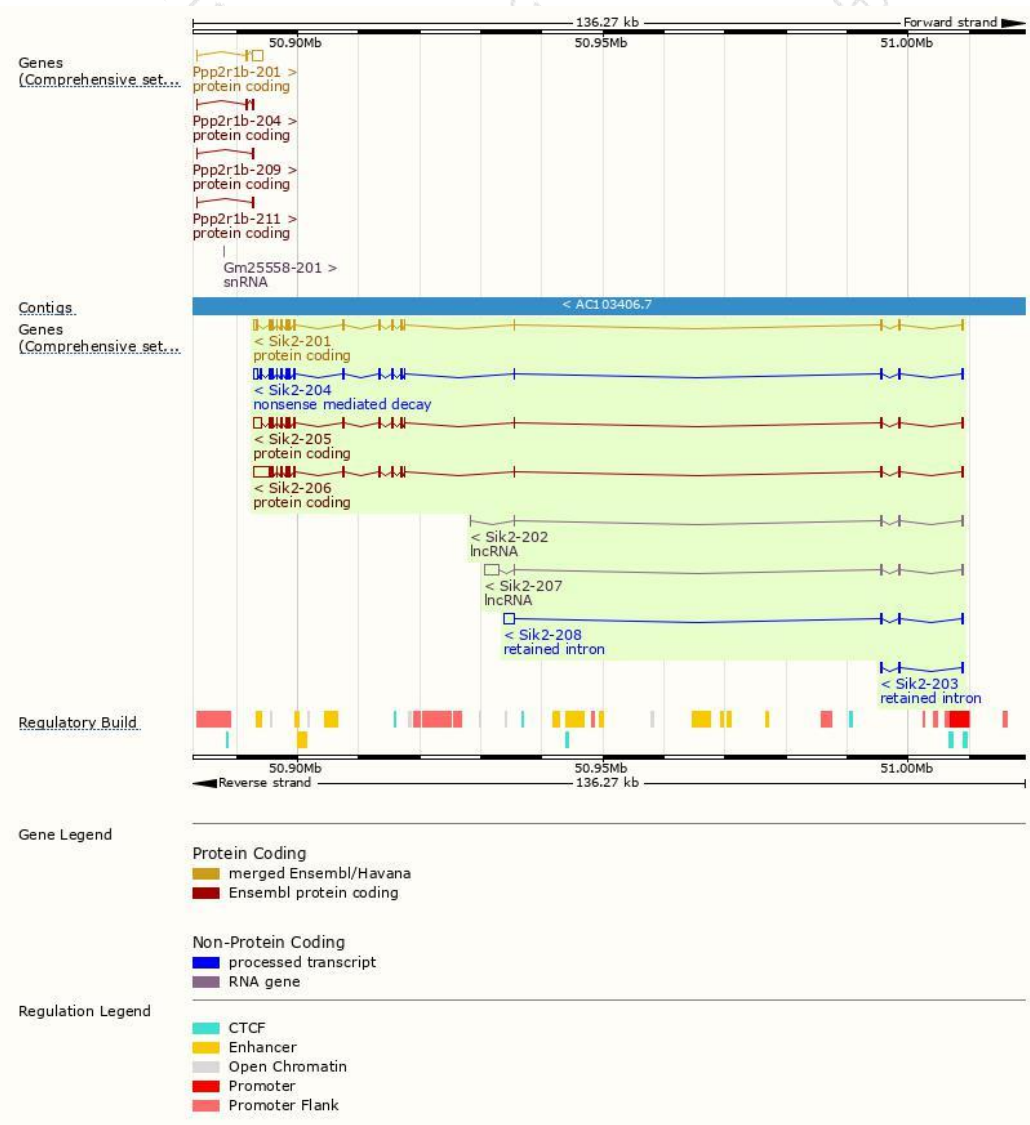 136.27 kb
Forward strand
50.90Mb 50.95Mb 51.00Mb
Genes
(Comprehensive set...
Ppp2r1b-201 >
protein coding
Ppp2r1b-204 >
protein coding
Ppp2r1b-209 >
protein coding
Ppp2r1b-211 >
protein coding
Gm25558-201 >
snRNA
Contigs
< AC103406.7
Genes
(Comprehensive set...
< Sik2-201
protein coding
< Sik2-204
nonsense mediated decay
< Sik2-205
protein coding
< Sik2-206
protein coding
< Sik2-202
lncRNA
< Sik2-207
lncRNA
< Sik2-208
retained intron
< Sik2-203
retained intron
Regulatory Build
50.90Mb 50.95Mb 51.00Mb
Reverse strand
136.27 kb
Gene Legend
Protein Coding
merged Ensembl/Havana
Ensembl protein coding
Non-Protein Coding
processed transcript
RNA gene
Regulation Legend
CTCF
Enhancer
Open Chromatin
Promoter
Promoter Flank